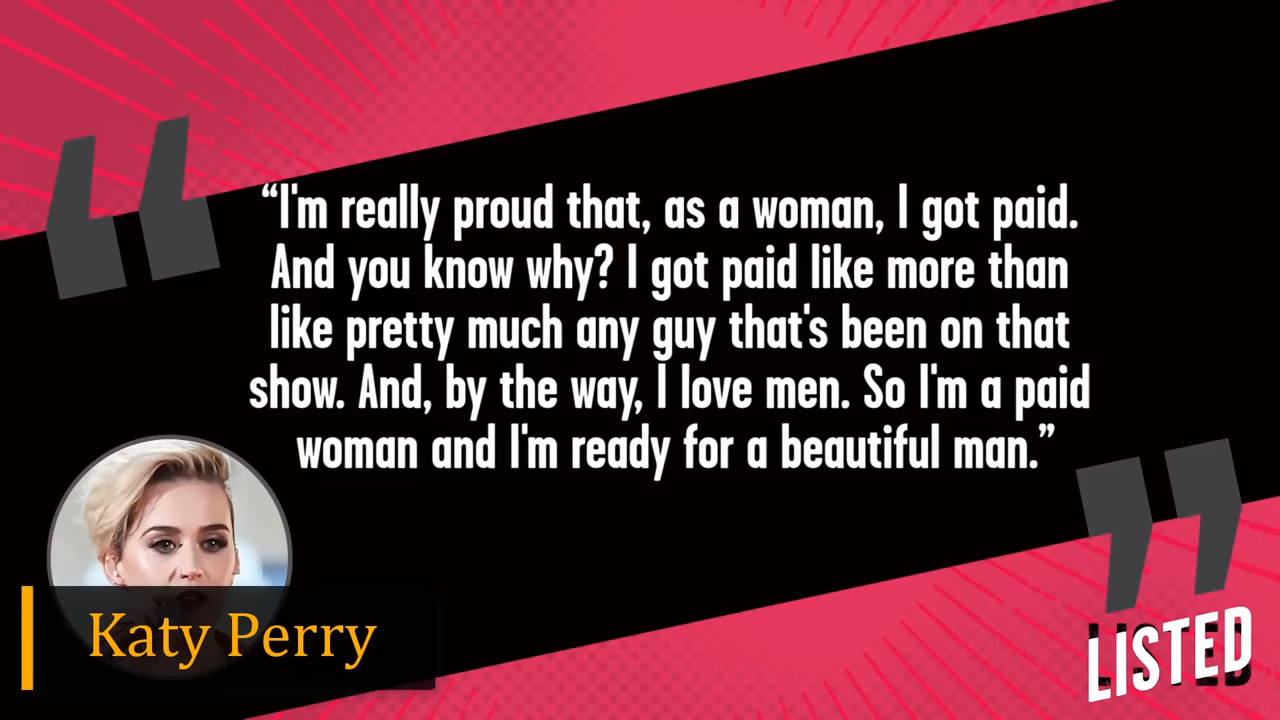 “I'm really proud that, as a woman, I got paid.
And you know why? I got paid like more than
like pretty much any guy that's been on that
show. And, by the way, I love men. So I'm a paid
woman and I'm ready for a beautiful man.”
Katy Perry
LISTED